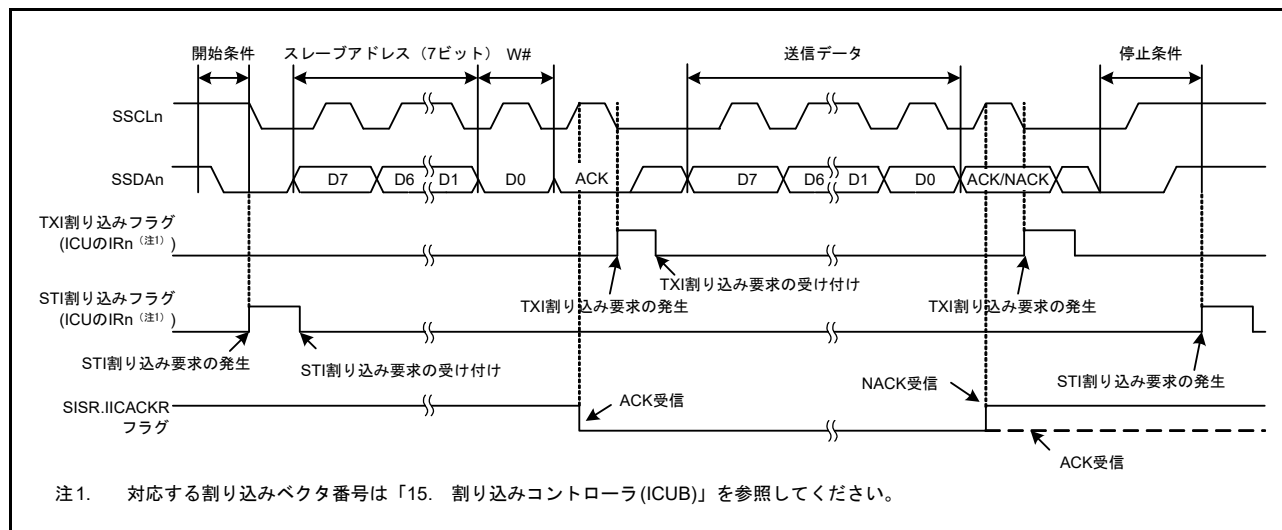 開始条件 スレーブアドレス（7ビット） W# 送信データ 停止条件
SSCLn
SSDAn D7 D6 D1 D0 ACK D7 D6 D1 D0 ACK/NACK
TXI割り込みフラグ
(ICUのIRn（注1）)
TXI割り込み要求の発生 TXI割り込み要求の受け付け TXI割り込み要求の発生
STI割り込みフラグ
(ICUのIRn（注1）)
STI割り込み要求の発生 STI割り込み要求の受け付け STI割り込み要求の発生
SISR.IICACKR
フラグ
ACK受信 NACK受信
ACK受信
注1. 対応する割り込みベクタ番号は「15. 割り込みコントローラ(ICUB)」を参照してください。